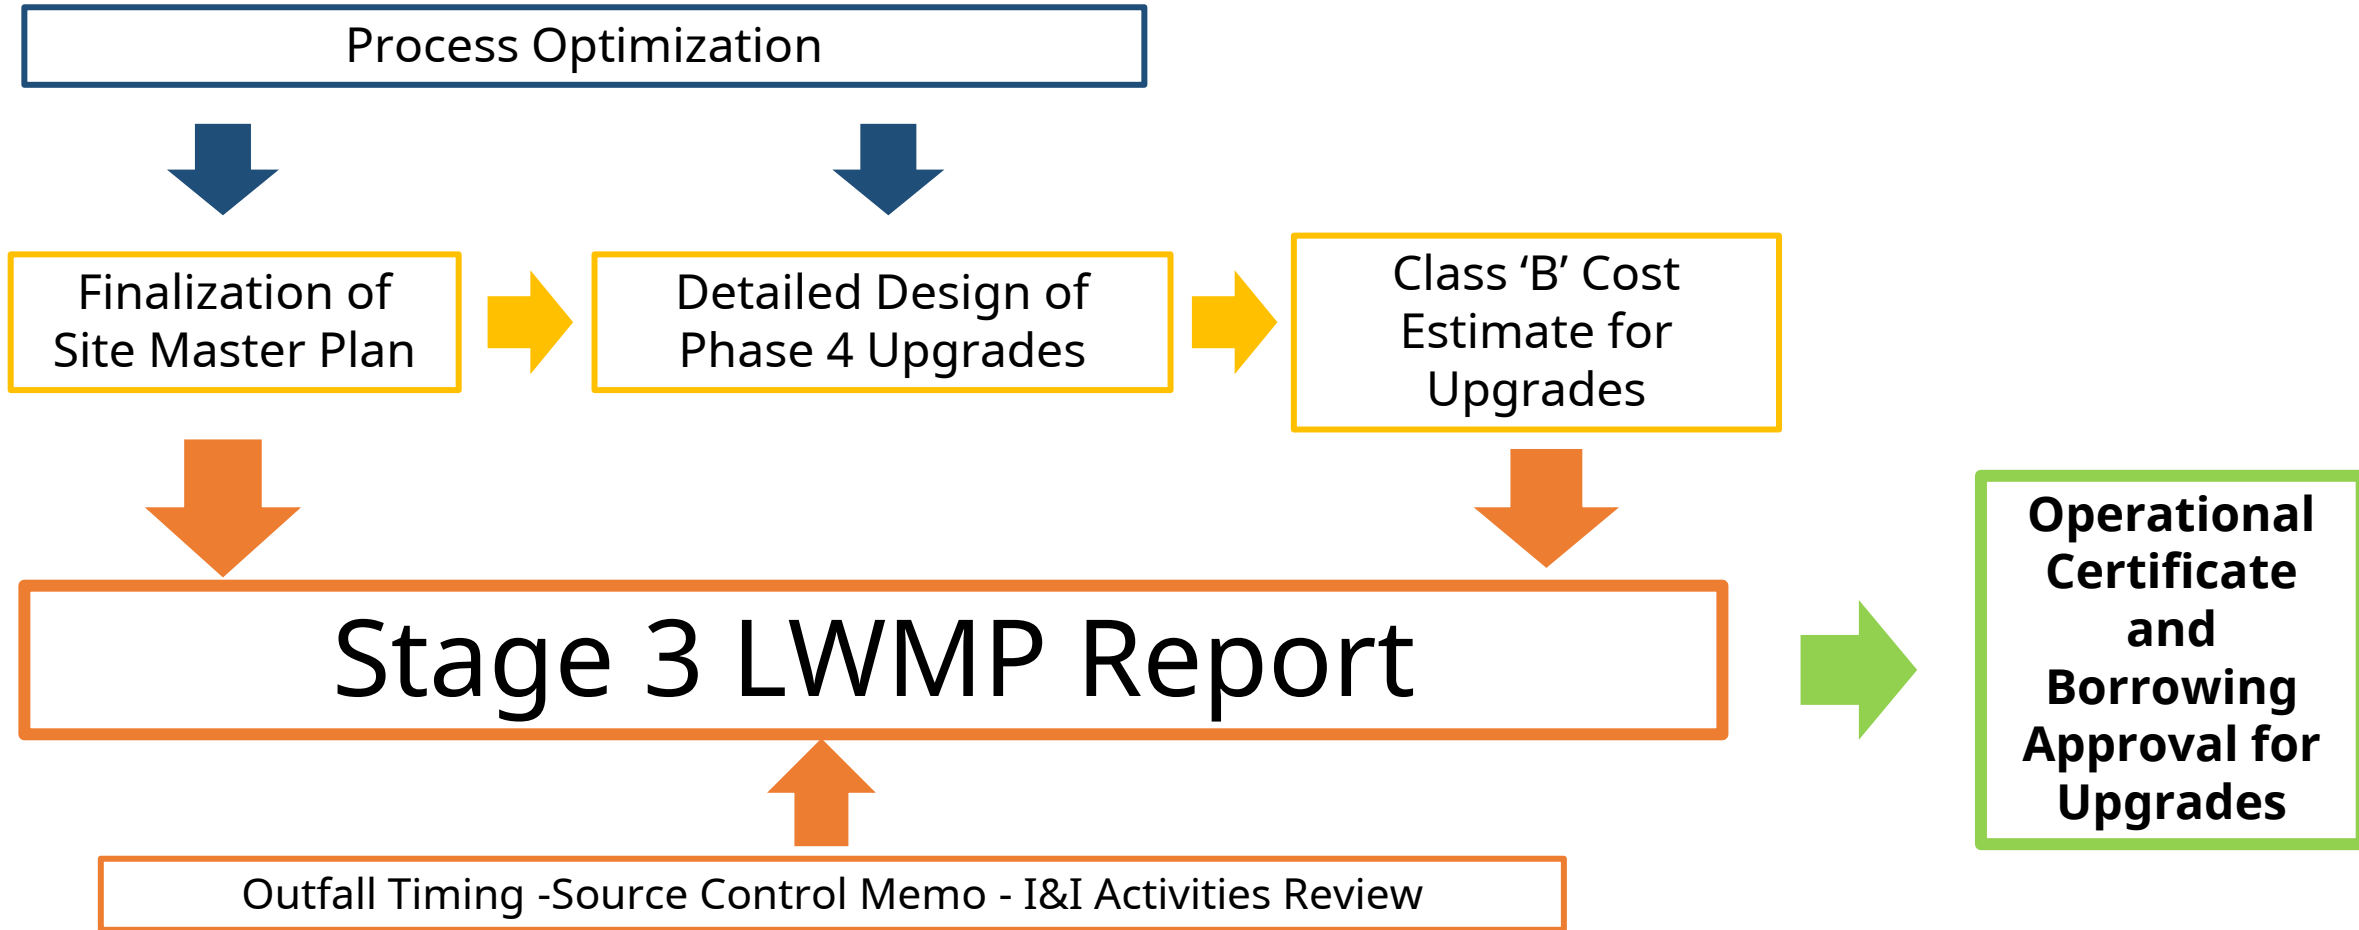 Process Optimization
Finalization of
Site Master Plan
Detailed Design of
Phase 4 Upgrades
Class ‘B’ Cost
Estimate for
Upgrades
Stage 3 LWMP Report
Operational
Certificate
and
Borrowing
Approval for
Upgrades
Outfall Timing -Source Control Memo - I&I Activities Review